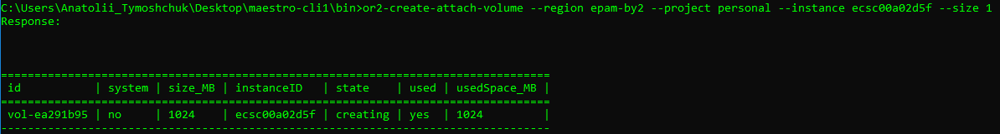 C:\Users\Anatolii_Tymoshchuk\Desktop\maestro-cli1\bin>or2-create-attach-volume --region epam-by2 --project personal --instance ecsc00a02d5f --size 1
Response:
==================================================================================
id | system | size_MB | instanceID | state | used | usedSpace_MB |
==================================================================================
vol-ea291b95 | no | 1024 | ecsc00a02d5f | creating | yes | 1024 |
----------------------------------------------------------------------------------